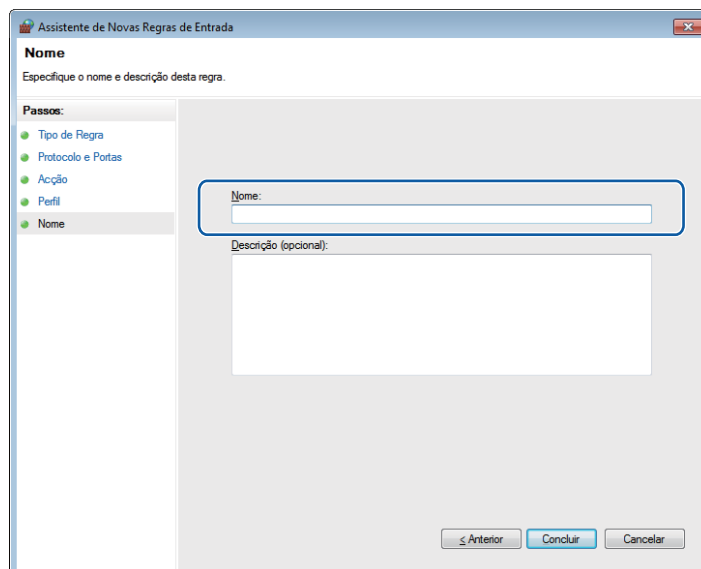 Assistente de Novas Regras de Entrada
Nome
Especifique o nome e descrição desta regra.
Passos:
Tipo de Regra
Protocolo e Portas
Acção
Perfil
Nome
Nome:
Descrição (opcional):
< Anterior
Concluir
Cancelar